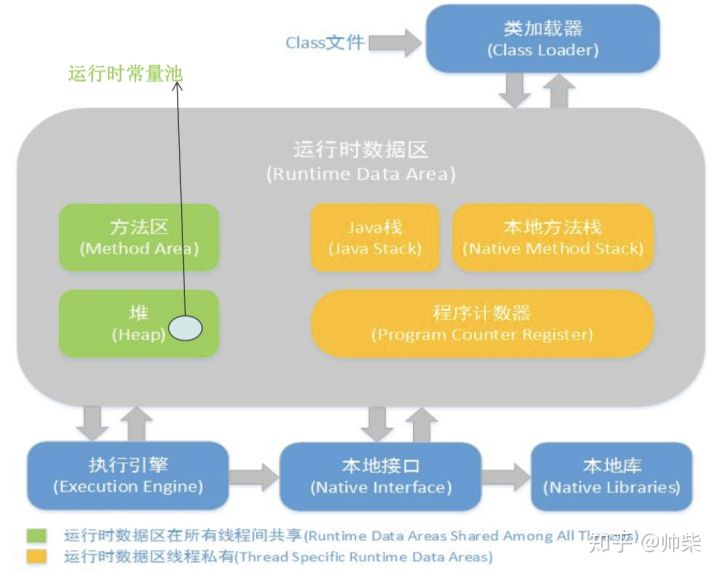 类加载器
Class文件
(Class Loader)
运行时常量池
运行时数据区
(Runtime Data Area)
方法区
(Method Area)
Java栈
(Java Stack)
本地方法栈
(Native Method Stack)
堆
(Heap)
程序计数器
(Program Counter Register)
执行引擎
(Execution Engine)
本地接口
(Native Interface)
本地库
(Native Libraries)
运行时数据区在所有线程间共享(Runtime Data Areas Shared Among All
运行时数据区线程私有(Thread Specific Runtime Data Areas)
知乎 @帅柴